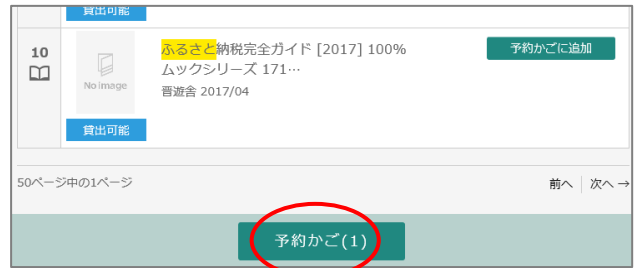 貸出可能
10
No image
ふるさと納税完全ガイド [2017] 100%
ムックシリーズ 171…
晋遊舎 2017/04
予約かごに追加
貸出可能
50ページ中の1ページ
前へ 次へ →
予約かご(1)